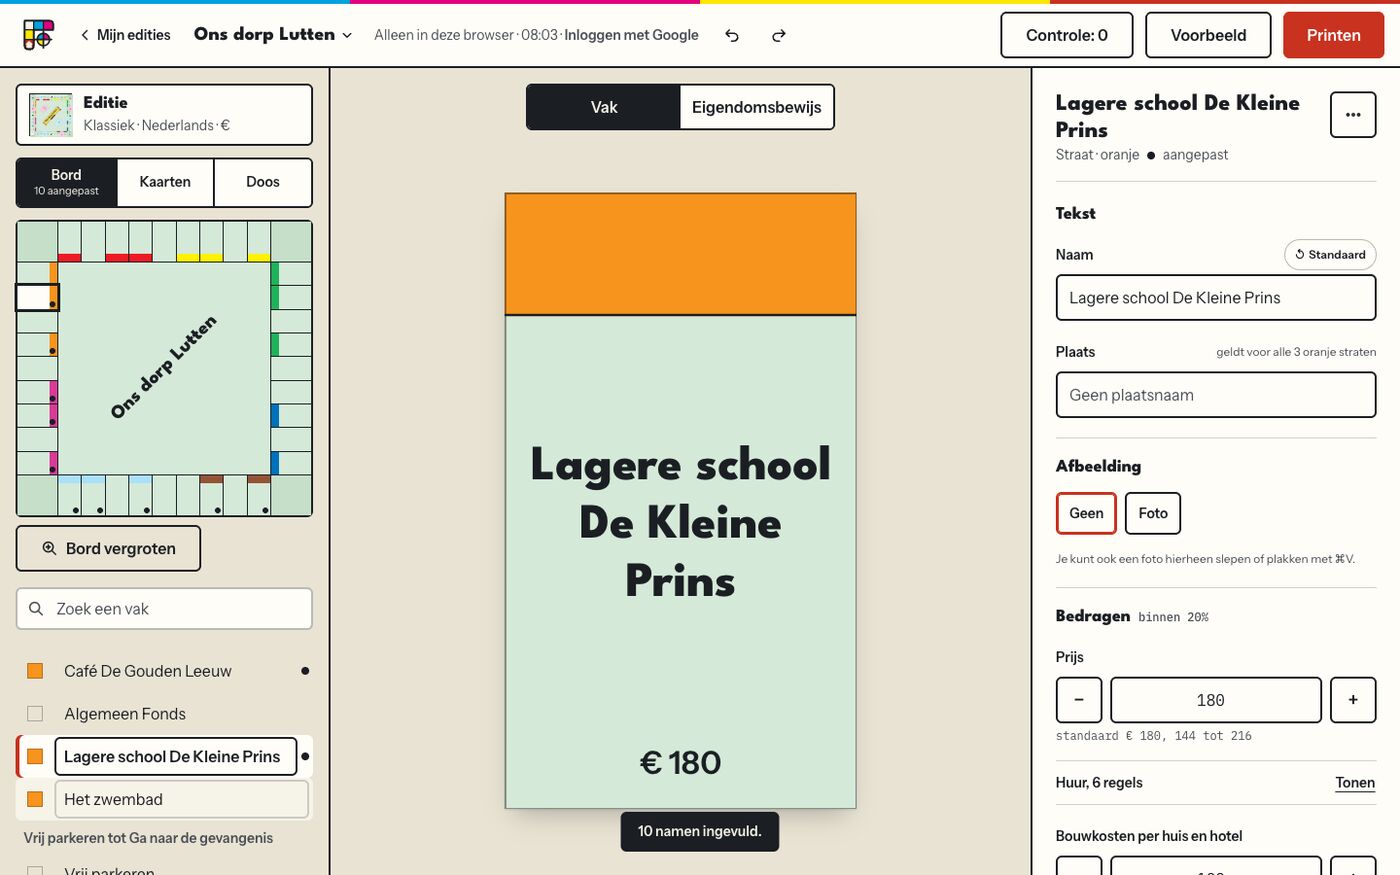 Mijn edities
Ons dorp Lutten
Alleen in deze browser · 08:03 · Inloggen met Google
Controle: 0
Voorbeeld
Printen
Editie
Klassiek · Nederlands · €
Bord
10 aangepast
Kaarten
Doos
Ons dorp Lutten
Bord vergroten
Zoek een vak
Café De Gouden Leeuw
Algemeen Fonds
Lagere school De Kleine Prins
Het zwembad
Vrij parkeren tot Ga naar de gevangenis
Vrij parkeren
Vak
Eigendomsbewijs
Lagere school
De Kleine
Prins
€ 180
10 namen ingevuld.
Lagere school De Kleine
Prins
Straat · oranje ● aangepast
Tekst
Naam
Standaard
Lagere school De Kleine Prins
Plaats
geldt voor alle 3 oranje straten
Geen plaatsnaam
Afbeelding
Geen
Foto
Je kunt ook een foto hierheen slepen of plakken met ⌘V.
Bedragen binnen 20%
Prijs
− 180 +
standaard € 180, 144 tot 216
Huur, 6 regels
Tonen
Bouwkosten per huis en hotel